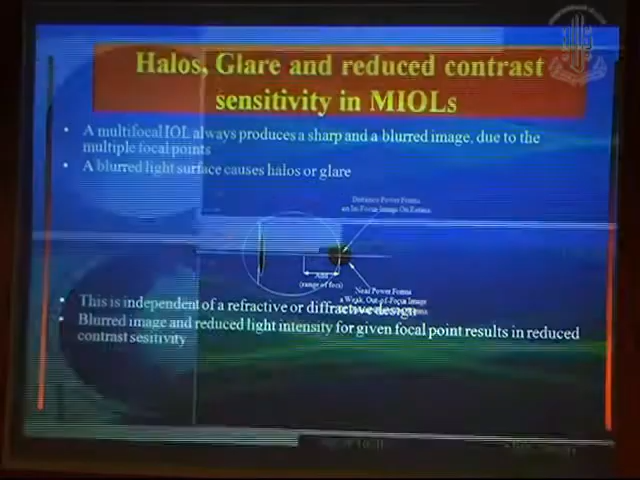 Halos, Glare and reduced contrast
sensitivity in MIOLs
• A multifocal IOL always produces a sharp and a blurred image, due to the
multiple focal points
• A blurred light surface causes halos or glare
Distance Power Forms
an In-Focus Image On Retina
(range of foci)
Near Power Forms
a Weak, Out-of-Focus Image
• This is independent of a refractive or diffractive design
• Blurred image and reduced light intensity for given focal point results in reduced
contrast sesitivity